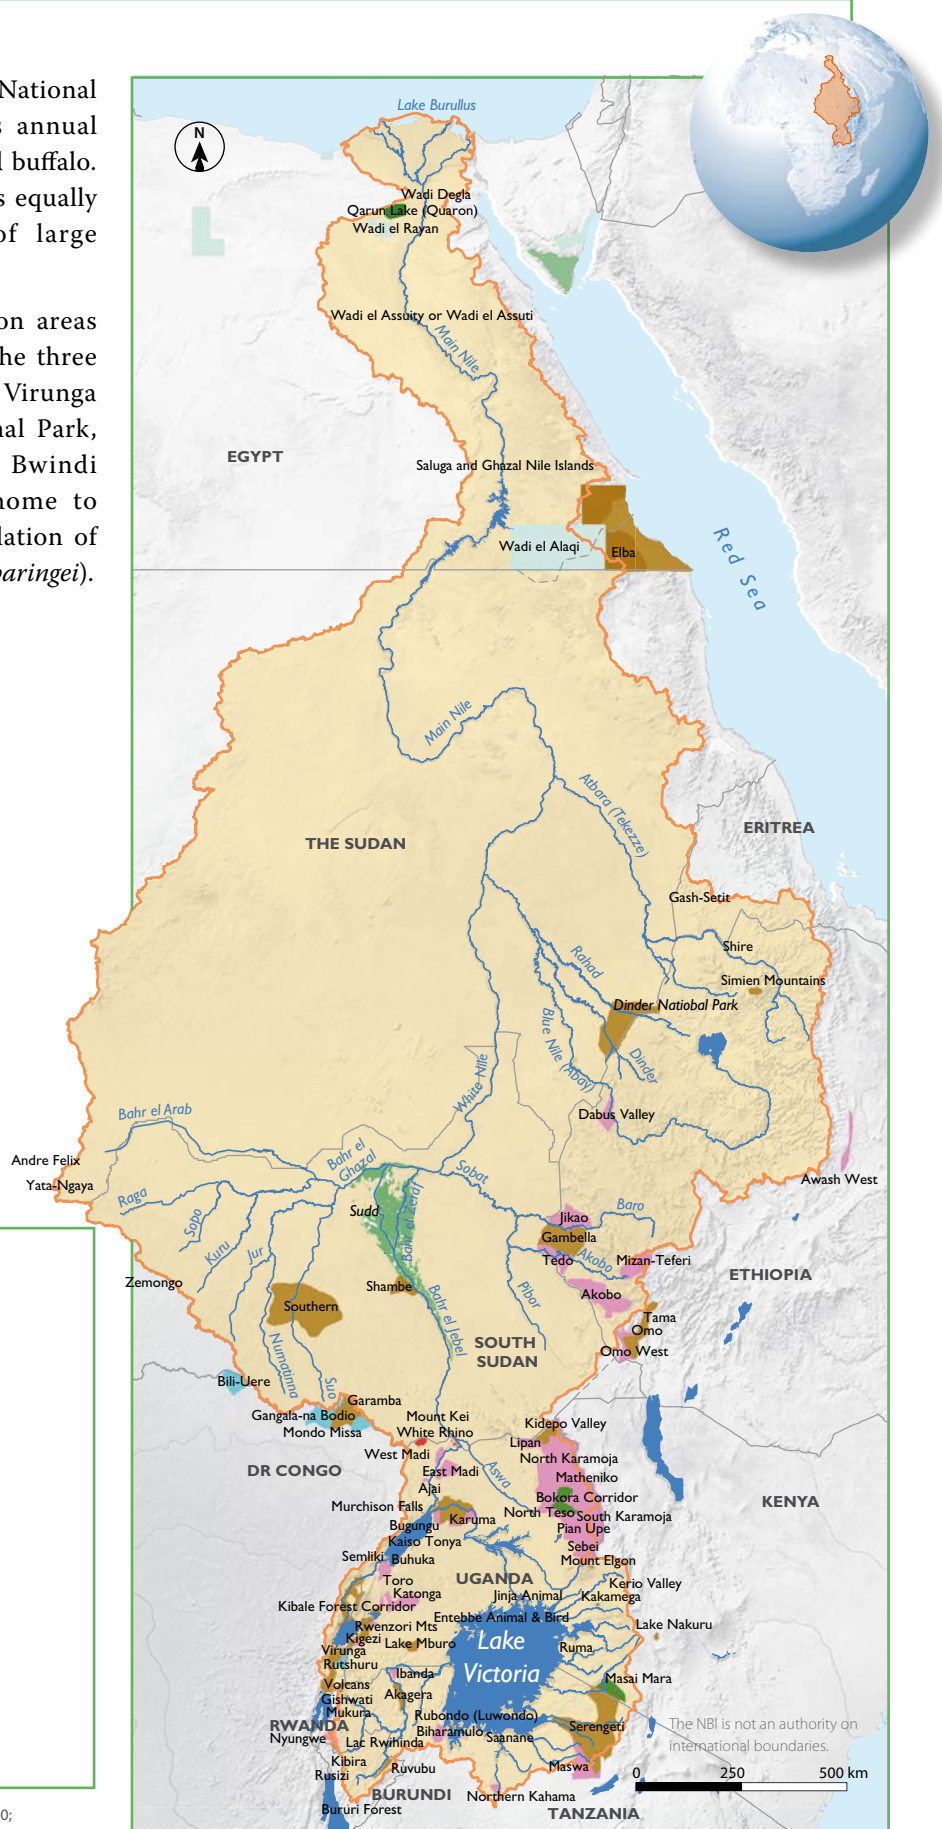 National
s annual
l buffalo.
s equally
of large
on areas
he three
Virunga
nal Park,
Bwindi
nome to
lation of
baringei).
Lake Burullus
N
Wadi Degla
Qarun Lake (Quaron)
Wadi el Rayan
Wadi el Assuity or Wadi el Assuti
Main Nile
EGYPT
Saluga and Ghazal Nile Islands
Wadi el Alaqi
Elba
Red Sea
Main Nile
Atbara (Tekezze)
THE SUDAN
ERITREA
Gash-Setit
Shire
Rahad
Simien Mountains
Dinder Natiobal Park
Blue Nile (Abay)
Dinder
White Nile
Dabus Valley
Bahr el Arab
Andre Felix
Yata-Ngaya
Bahr el
Ghazal
Sobat
Awash West
Raga
Sopo
Kuru
Jur
Sudd
Bahr el Zeraf
Jikao
Baro
Gambella
Tedo
Akobo
Mizan-Teferi
Zemongo
Shambe
Pibor
Akobo
ETHIOPIA
Southern
Bahr el Jebel
Tama
Omo
Omo West
SOUTH
SUDAN
Numatinna
Suo
Bili-Uere
Garamba
Gangala-na Bodio
Mondo Missa
Mount Kei
White Rhino
Kidepo Valley
Lipan
West Madi
North Karamoja
DR CONGO
East Madi
Aswa
Matheniko
Ajai
Bokora Corridor
KENYA
Murchison Falls
North Teso
South Karamoja
Karuma
Bugungu
Pian Upe
Kaiso Tonya
Sebei
Semliki
Buhuka
Mount Elgon
Toro
UGANDA
Kerio Valley
Katonga
Jinja Animal
Kakamega
Kibale Forest Corridor
Entebbe Animal & Bird
Rwenzori Mts
Lake Nakuru
Kigezi
Lake Mburo
Lake
Victoria
Ruma
Virunga
Rutshuru
Ibanda
Masai Mara
Volcans
Akagera
Gishwati
Mukura
Rubondo (Luwondo)
RWANDA
Biharamulo
Serengeti
Nyungwe
Saanane
Lac Rwihinda
The NBI is not an authority on
international boundaries.
Kibira
Ruvubu
Maswa
Rusizi
0 250 500 km
BURUNDI
Northern Kahama
Bururi Forest
TANZANIA
0;